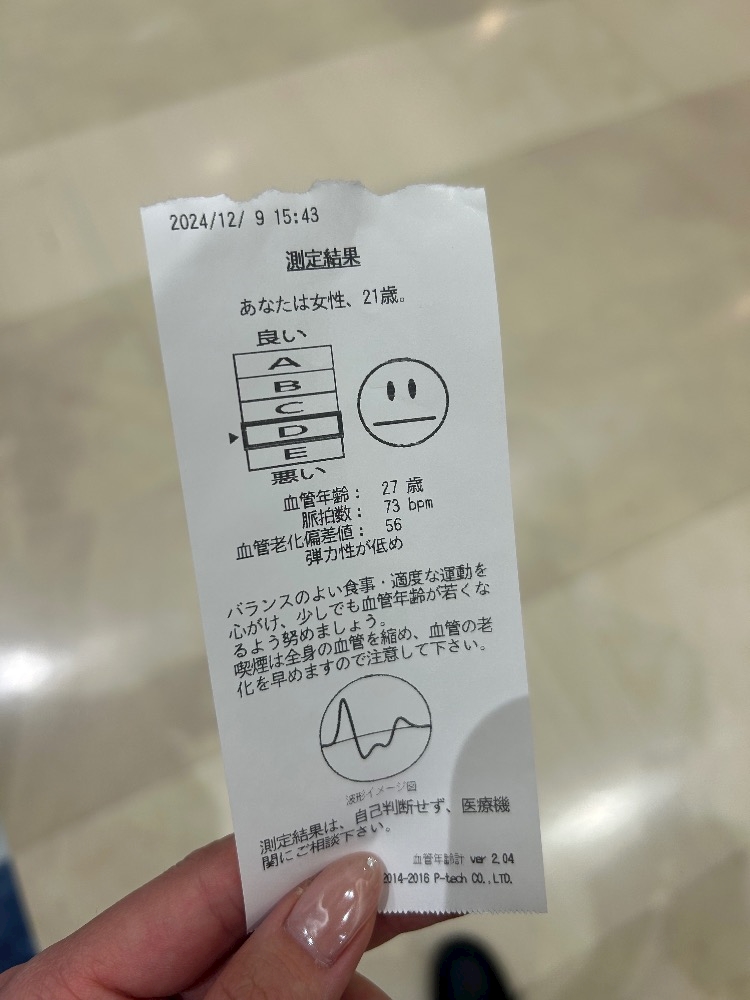 2024/12/ 9 15:43
測定結果
あなたは女性、21歳。
良い
A
B
C
D
E
悪い
血管年齢： 27 歳
脈拍数： 73 bpm
血管老化偏差値： 56
弾力性が低め
バランスのよい食事・適度な運動を
心がけ、少しでも血管年齢が若くな
るよう努めましょう。
喫煙は全身の血管を縮め、血管の老
化を早めますので注意して下さい。
波形イメージ図
測定結果は、自己判断せず、医療機
関にご相談下さい。
血管年齢計 ver 2.04
2014-2016 P-tech CO.,LTD.